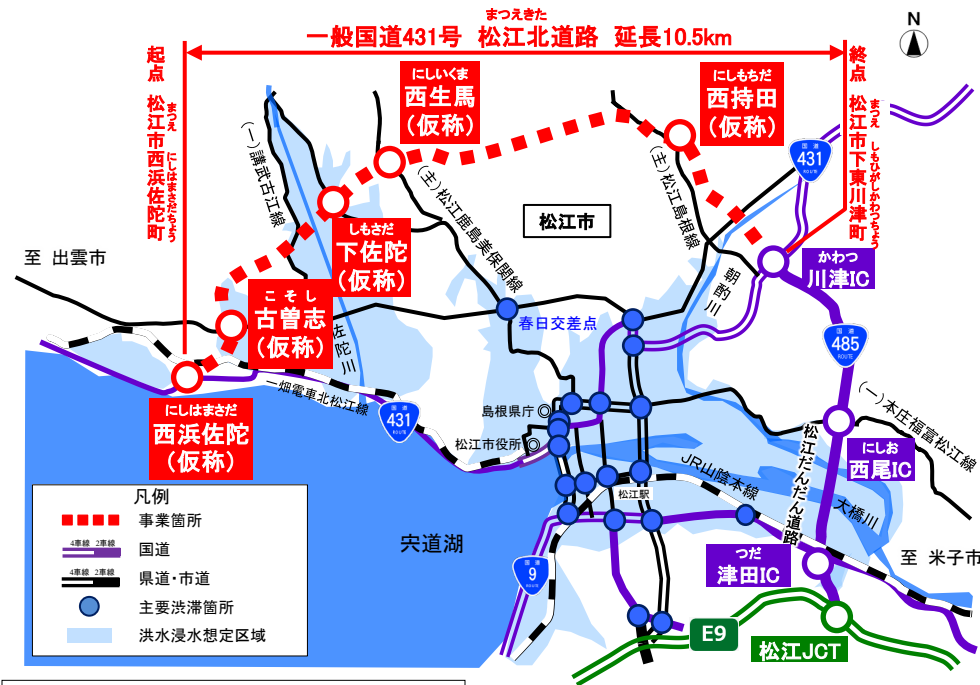 まつえきた
一般国道431号 松江北道路 延長10.5km
N
起点 松江市西浜佐陀町
まつえ にしはまさだちょう
終点 松江市下東川津町
まつえ しもひがしかわつちょう
にしいくま
西生馬
(仮称)
にしもちだ
西持田
(仮称)
国道
431
ROUTE
(一)講武古江線
(主)松江鹿島美保関線
(主)松江島根線
松江市
しもさだ
下佐陀
(仮称)
至 出雲市
こそし
古曽志
(仮称)
佐陀川
朝酌川
かわつ
川津IC
春日交差点
国道
485
ROUTE
一畑電車北松江線
にしはまさだ
西浜佐陀
(仮称)
国道
431
ROUTE
島根県庁
松江市役所
(一)本庄福富松江線
にしお
西尾IC
松江だんだん道路
JR山陰本線
松江駅
大橋川
宍道湖
国道
9
ROUTE
つだ
津田IC
至 米子市
E9
松江JCT
凡例
事業箇所
4車線 2車線
国道
4車線 2車線
県道・市道
主要渋滞箇所
洪水浸水想定区域